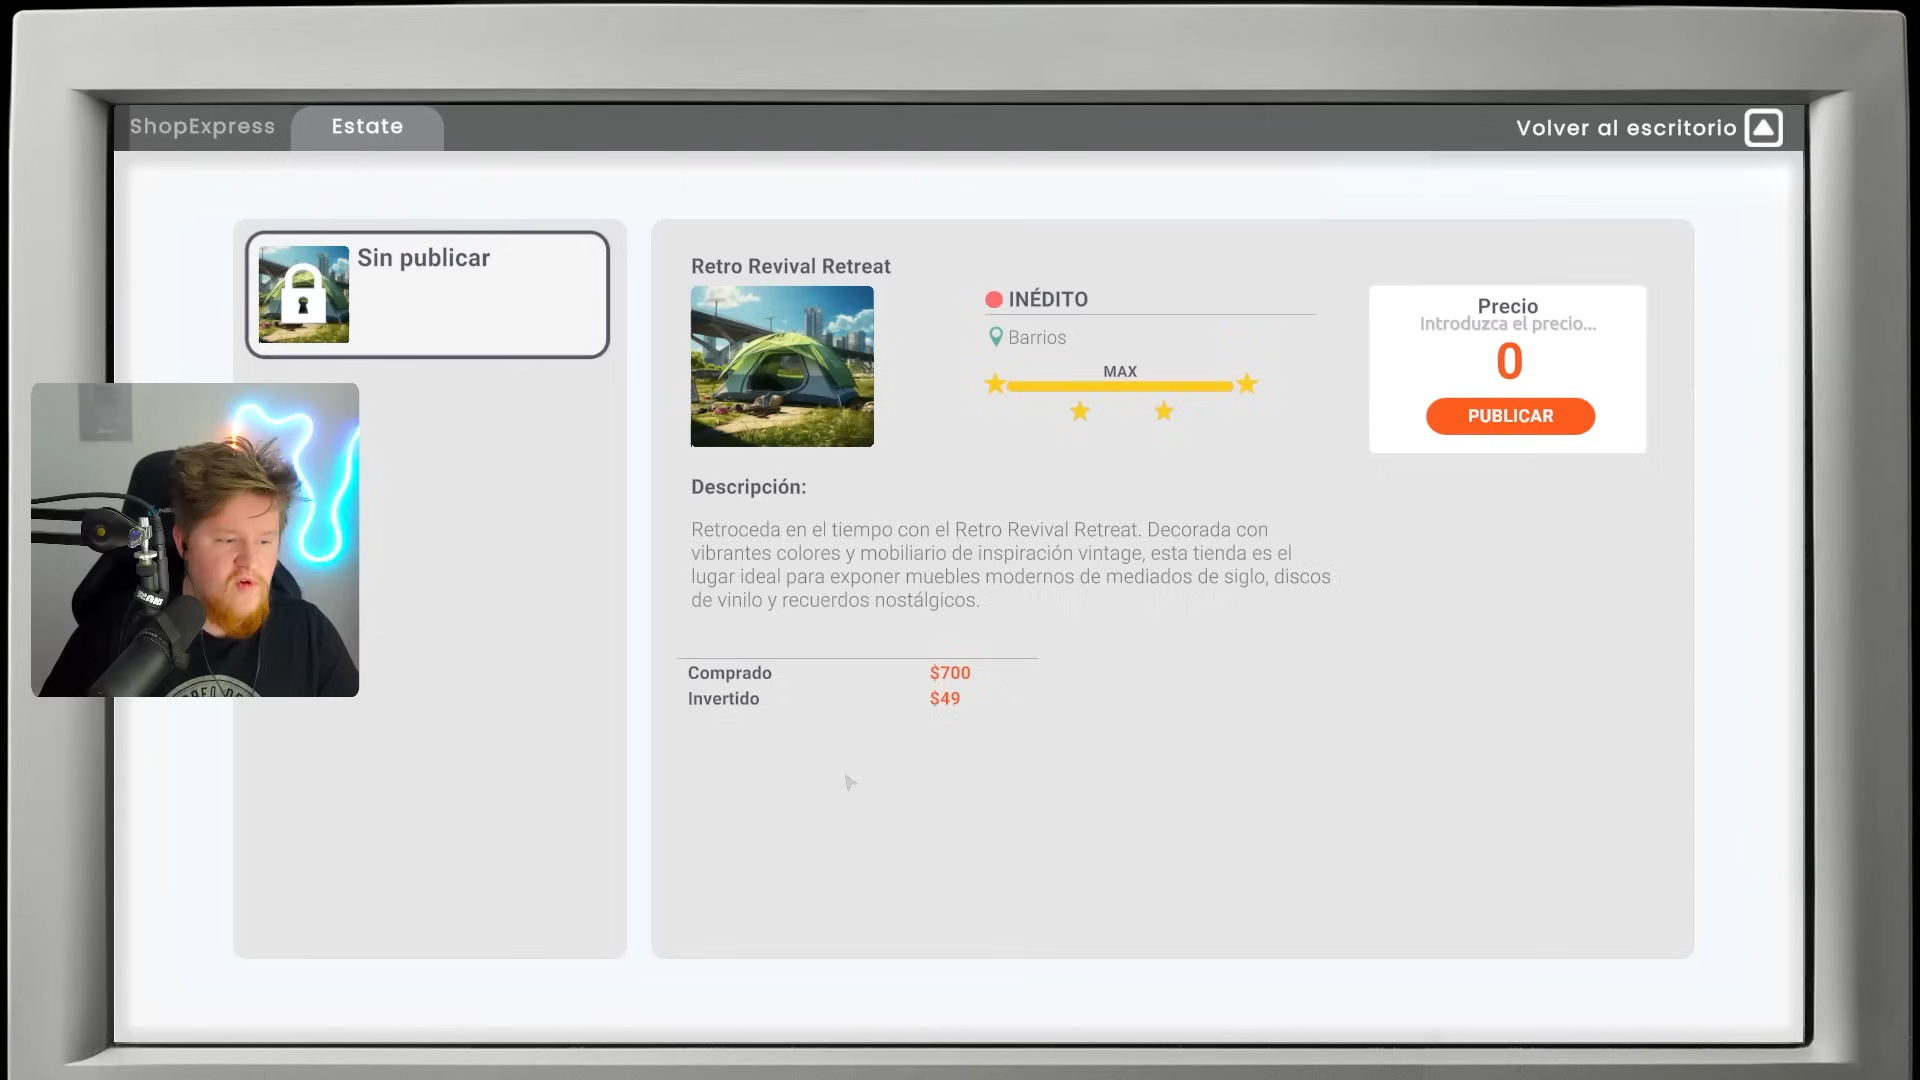 ShopExpress
Estate
Volver al escritorio
Sin publicar
Retro Revival Retreat
INÉDITO
Barrios
MAX
Precio
Introduzca el precio...
0
PUBLICAR
Descripción:
Retroceda en el tiempo con el Retro Revival Retreat. Decorada con
vibrantes colores y mobiliario de inspiración vintage, esta tienda es el
lugar ideal para exponer muebles modernos de mediados de siglo, discos
de vinilo y recuerdos nostálgicos.
Comprado $700
Invertido $49